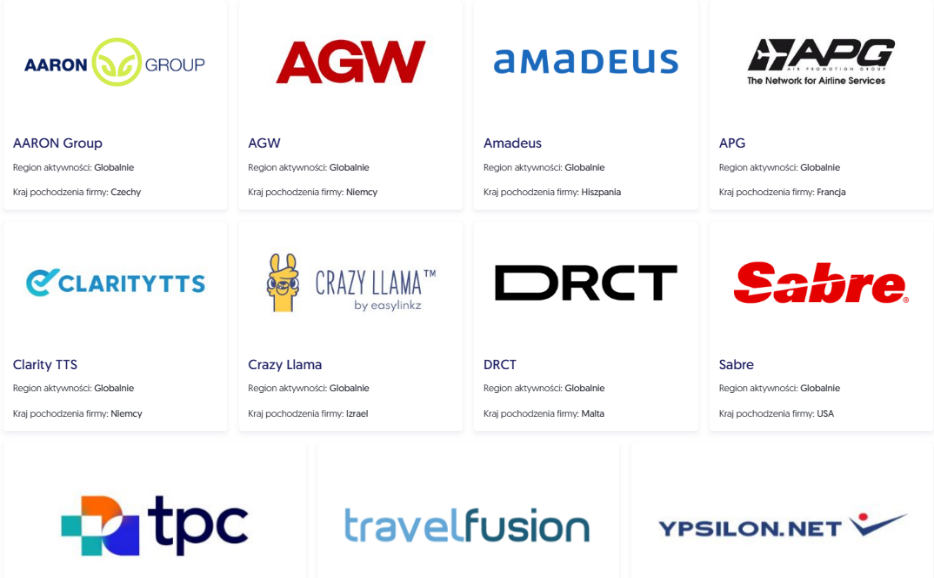 AARON GROUP
AGW
amadeus
APG
AIR PROMOTION GROUP
The Network for Airline Services
AARON Group
AGW
Amadeus
APG
Region aktywności: Globalnie
Region aktywności: Globalnie
Region aktywności: Globalnie
Region aktywności: Globalnie
Kraj pochodzenia firmy: Czechy
Kraj pochodzenia firmy: Niemcy
Kraj pochodzenia firmy: Hiszpania
Kraj pochodzenia firmy: Francja
CLARITYTTS
CRAZY LLAMA™
by easylinkz
DRCT
Sabre®
Clarity TTS
Crazy Llama
DRCT
Sabre
Region aktywności: Globalnie
Region aktywności: Globalnie
Region aktywności: Globalnie
Region aktywności: Globalnie
Kraj pochodzenia firmy: Niemcy
Kraj pochodzenia firmy: Izrael
Kraj pochodzenia firmy: Malta
Kraj pochodzenia firmy: USA
tpc
travelfusion
YPSILON.NET